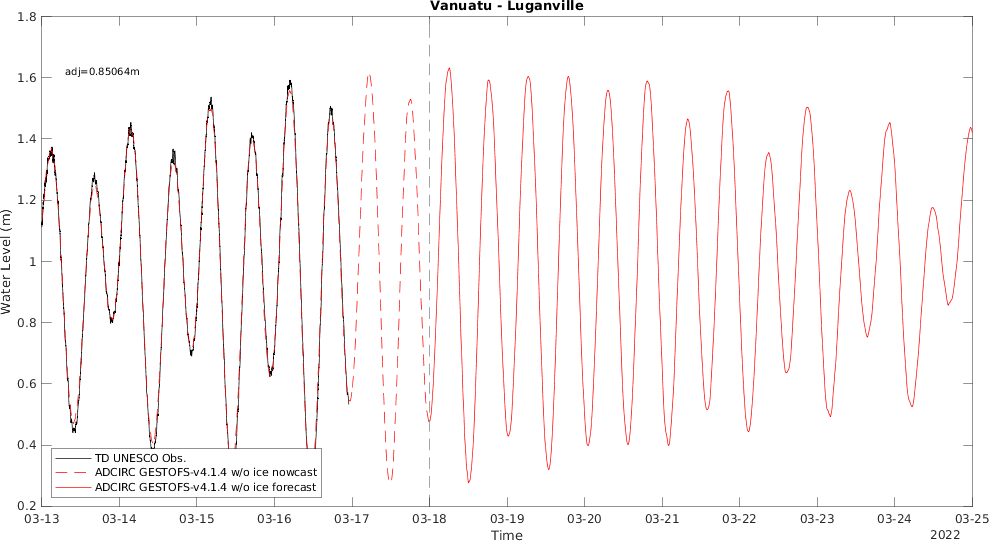 Vanuatu - Luganville
1.8
1.6
1.4
1.2
1
0.8
0.6
0.4
0.2
Water Level (m)
adj=0.85064m
TD UNESCO Obs.
ADCIRC GESTOFS-v4.1.4 w/o ice nowcast
ADCIRC GESTOFS-v4.1.4 w/o ice forecast
03-13 03-14 03-15 03-16 03-17 03-18 03-19 03-20 03-21 03-22 03-23 03-24 03-25
Time
2022